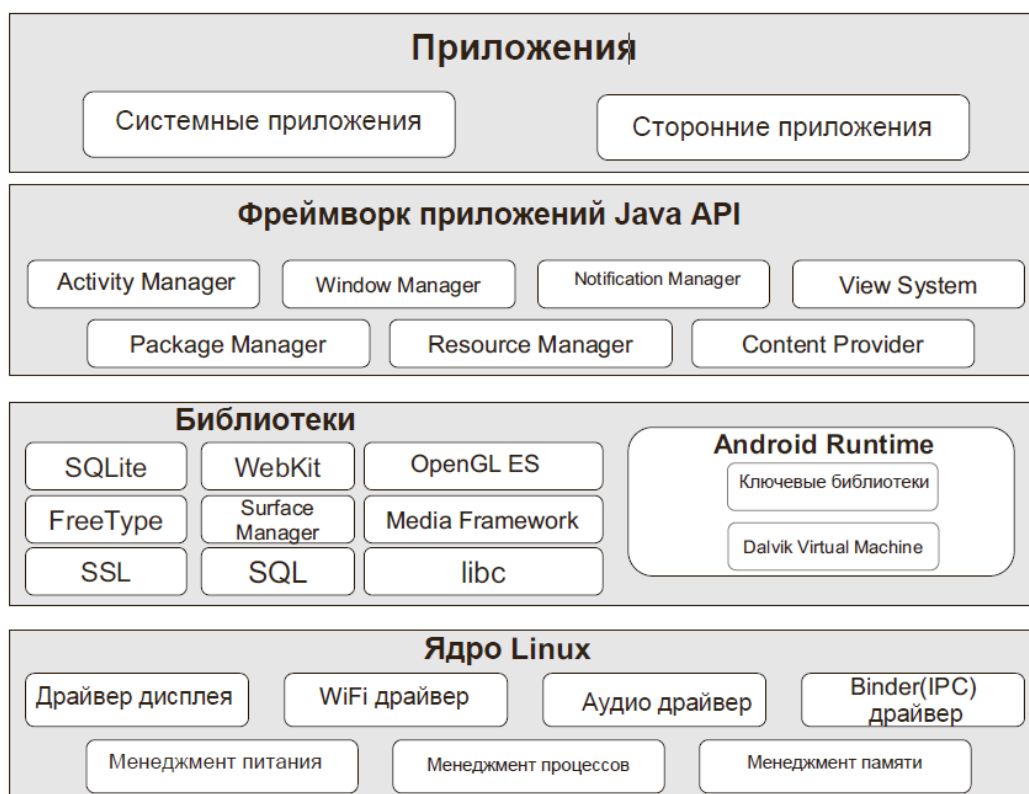 Приложения
Системные приложения
Сторонние приложения
Фреймворк приложений Java API
Activity Manager
Window Manager
Notification Manager
View System
Package Manager
Resource Manager
Content Provider
Библиотеки
SQLite
WebKit
OpenGL ES
FreeType
Surface
Manager
Media Framework
SSL
SQL
libc
Android Runtime
Ключевые библиотеки
Dalvik Virtual Machine
Ядро Linux
Драйвер дисплея
WiFi драйвер
Аудио драйвер
Binder(IPC)
драйвер
Менеджмент питания
Менеджмент процессов
Менеджмент памяти